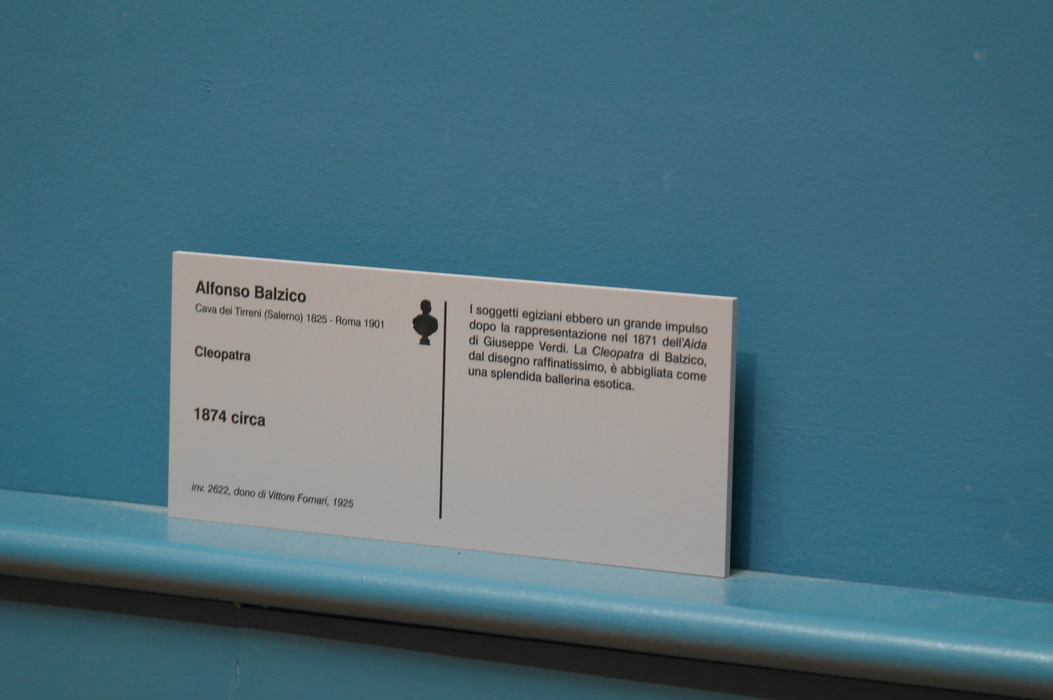 Alfonso Balzico
Cava dei Tirreni (Salerno) 1825 - Roma 1901
Cleopatra
1874 circa
inv. 2622, dono di Vittore Fornari, 1925
I soggetti egiziani ebbero un grande impulso
dopo la rappresentazione nel 1871 dell'Aida
di Giuseppe Verdi. La Cleopatra di Balzico,
dal disegno raffinatissimo, è abbigliata come
una splendida ballerina esotica.